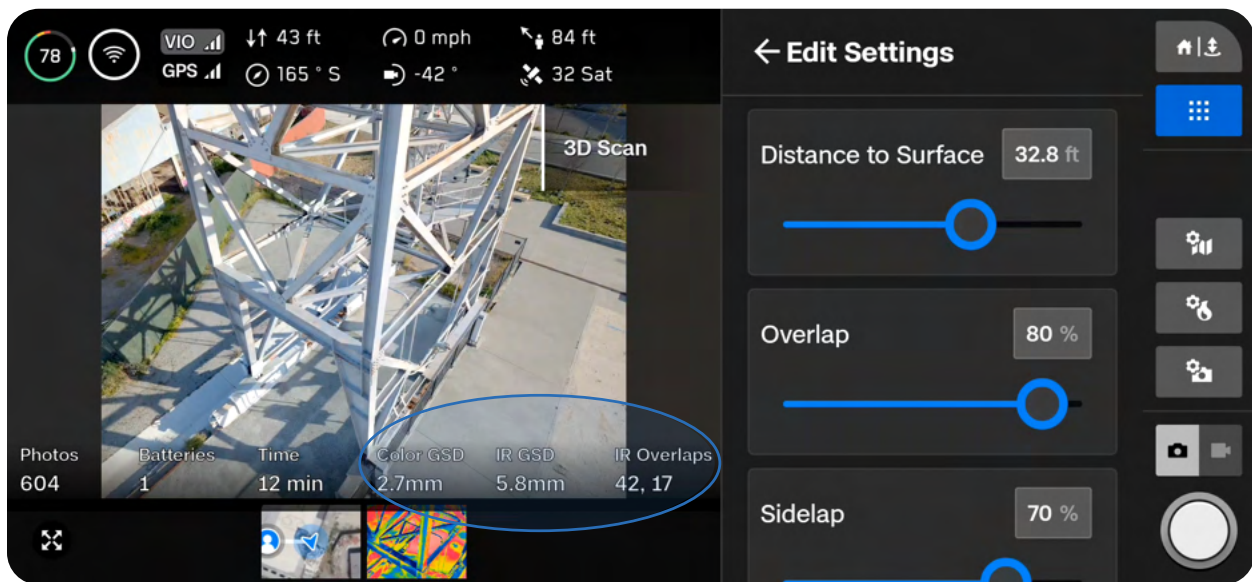 78
VIO
GPS
43 ft
165 ° S
0 mph
-42 °
84 ft
32 Sat
3D Scan
Photos Batteries Time Color GSD IR GSD IR Overlaps
604 1 12 min 2.7mm 5.8mm 42, 17
Edit Settings
Distance to Surface 32.8 ft
Overlap 80 %
Sidelap 70 %